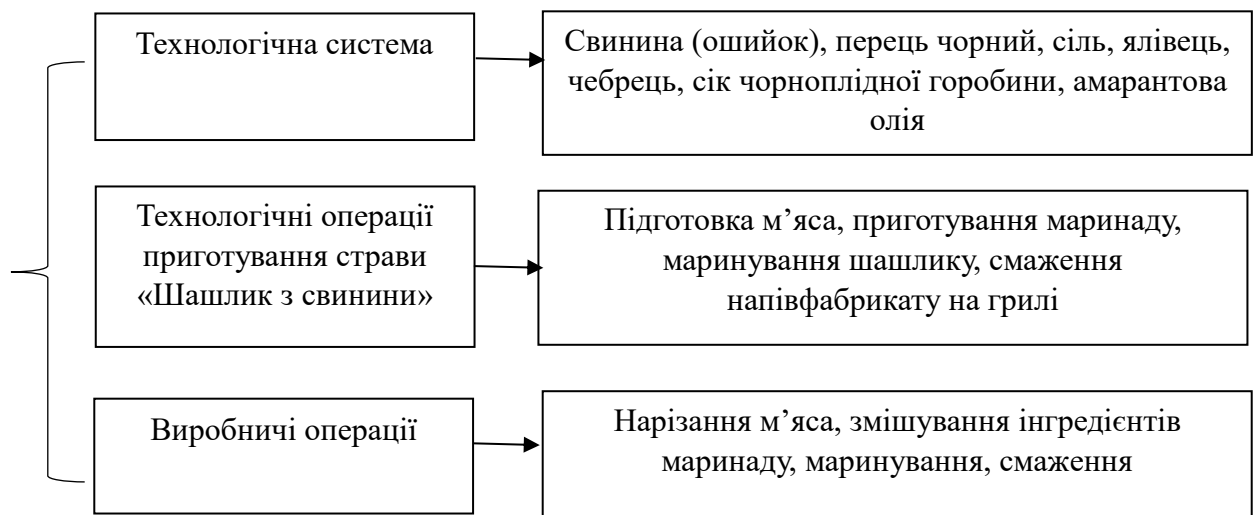 Технологічна система
Свинина (ошийок), перець чорний, сіль, ялівець,
чебрець, сік чорноплідної горобини, амарантова
олія
Технологічні операції
приготування страви
«Шашлик з свинини»
Підготовка м’яса, приготування маринаду,
маринування шашлику, смаження
напівфабрикату на грилі
Виробничі операції
Нарізання м’яса, змішування інгредієнтів
маринаду, маринування, смаження